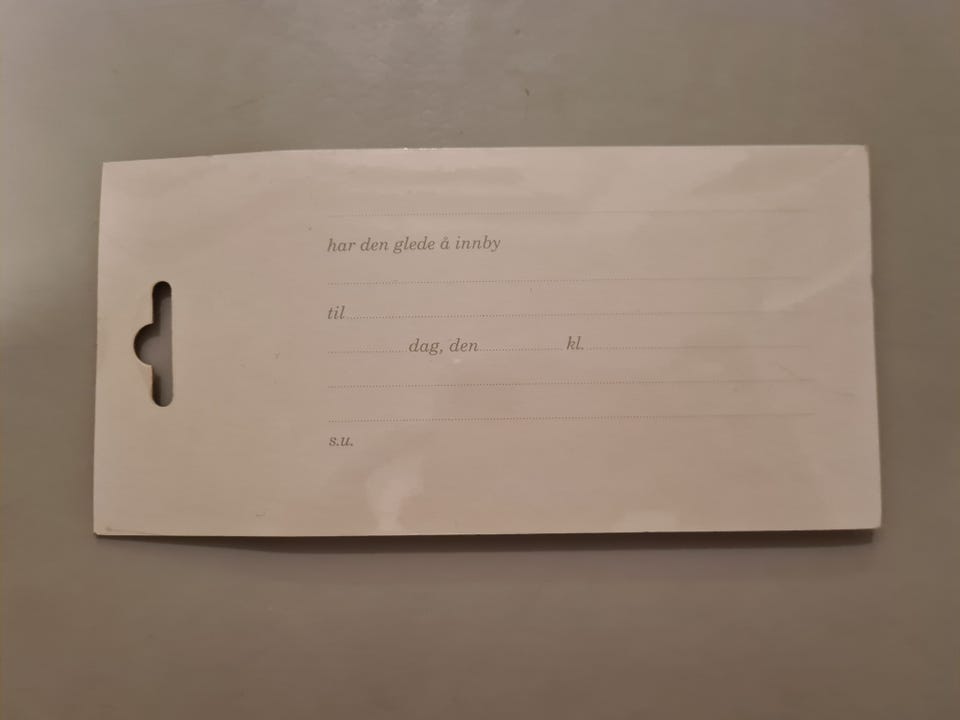 har den glede å innby
til
dag, den kl.
s.u.